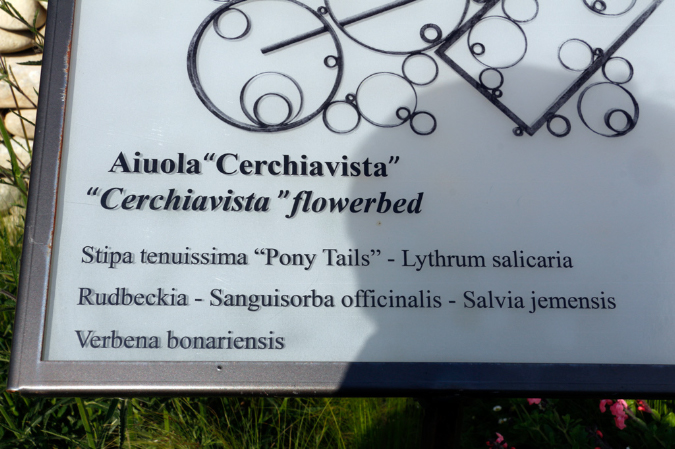 Aiuola “Cerchiavista”
“Cerchiavista” flowerbed
Stipa tenuissima “Pony Tails” - Lythrum salicaria
Rudbeckia - Sanguisorba officinalis - Salvia jemensis
Verbena bonariensis